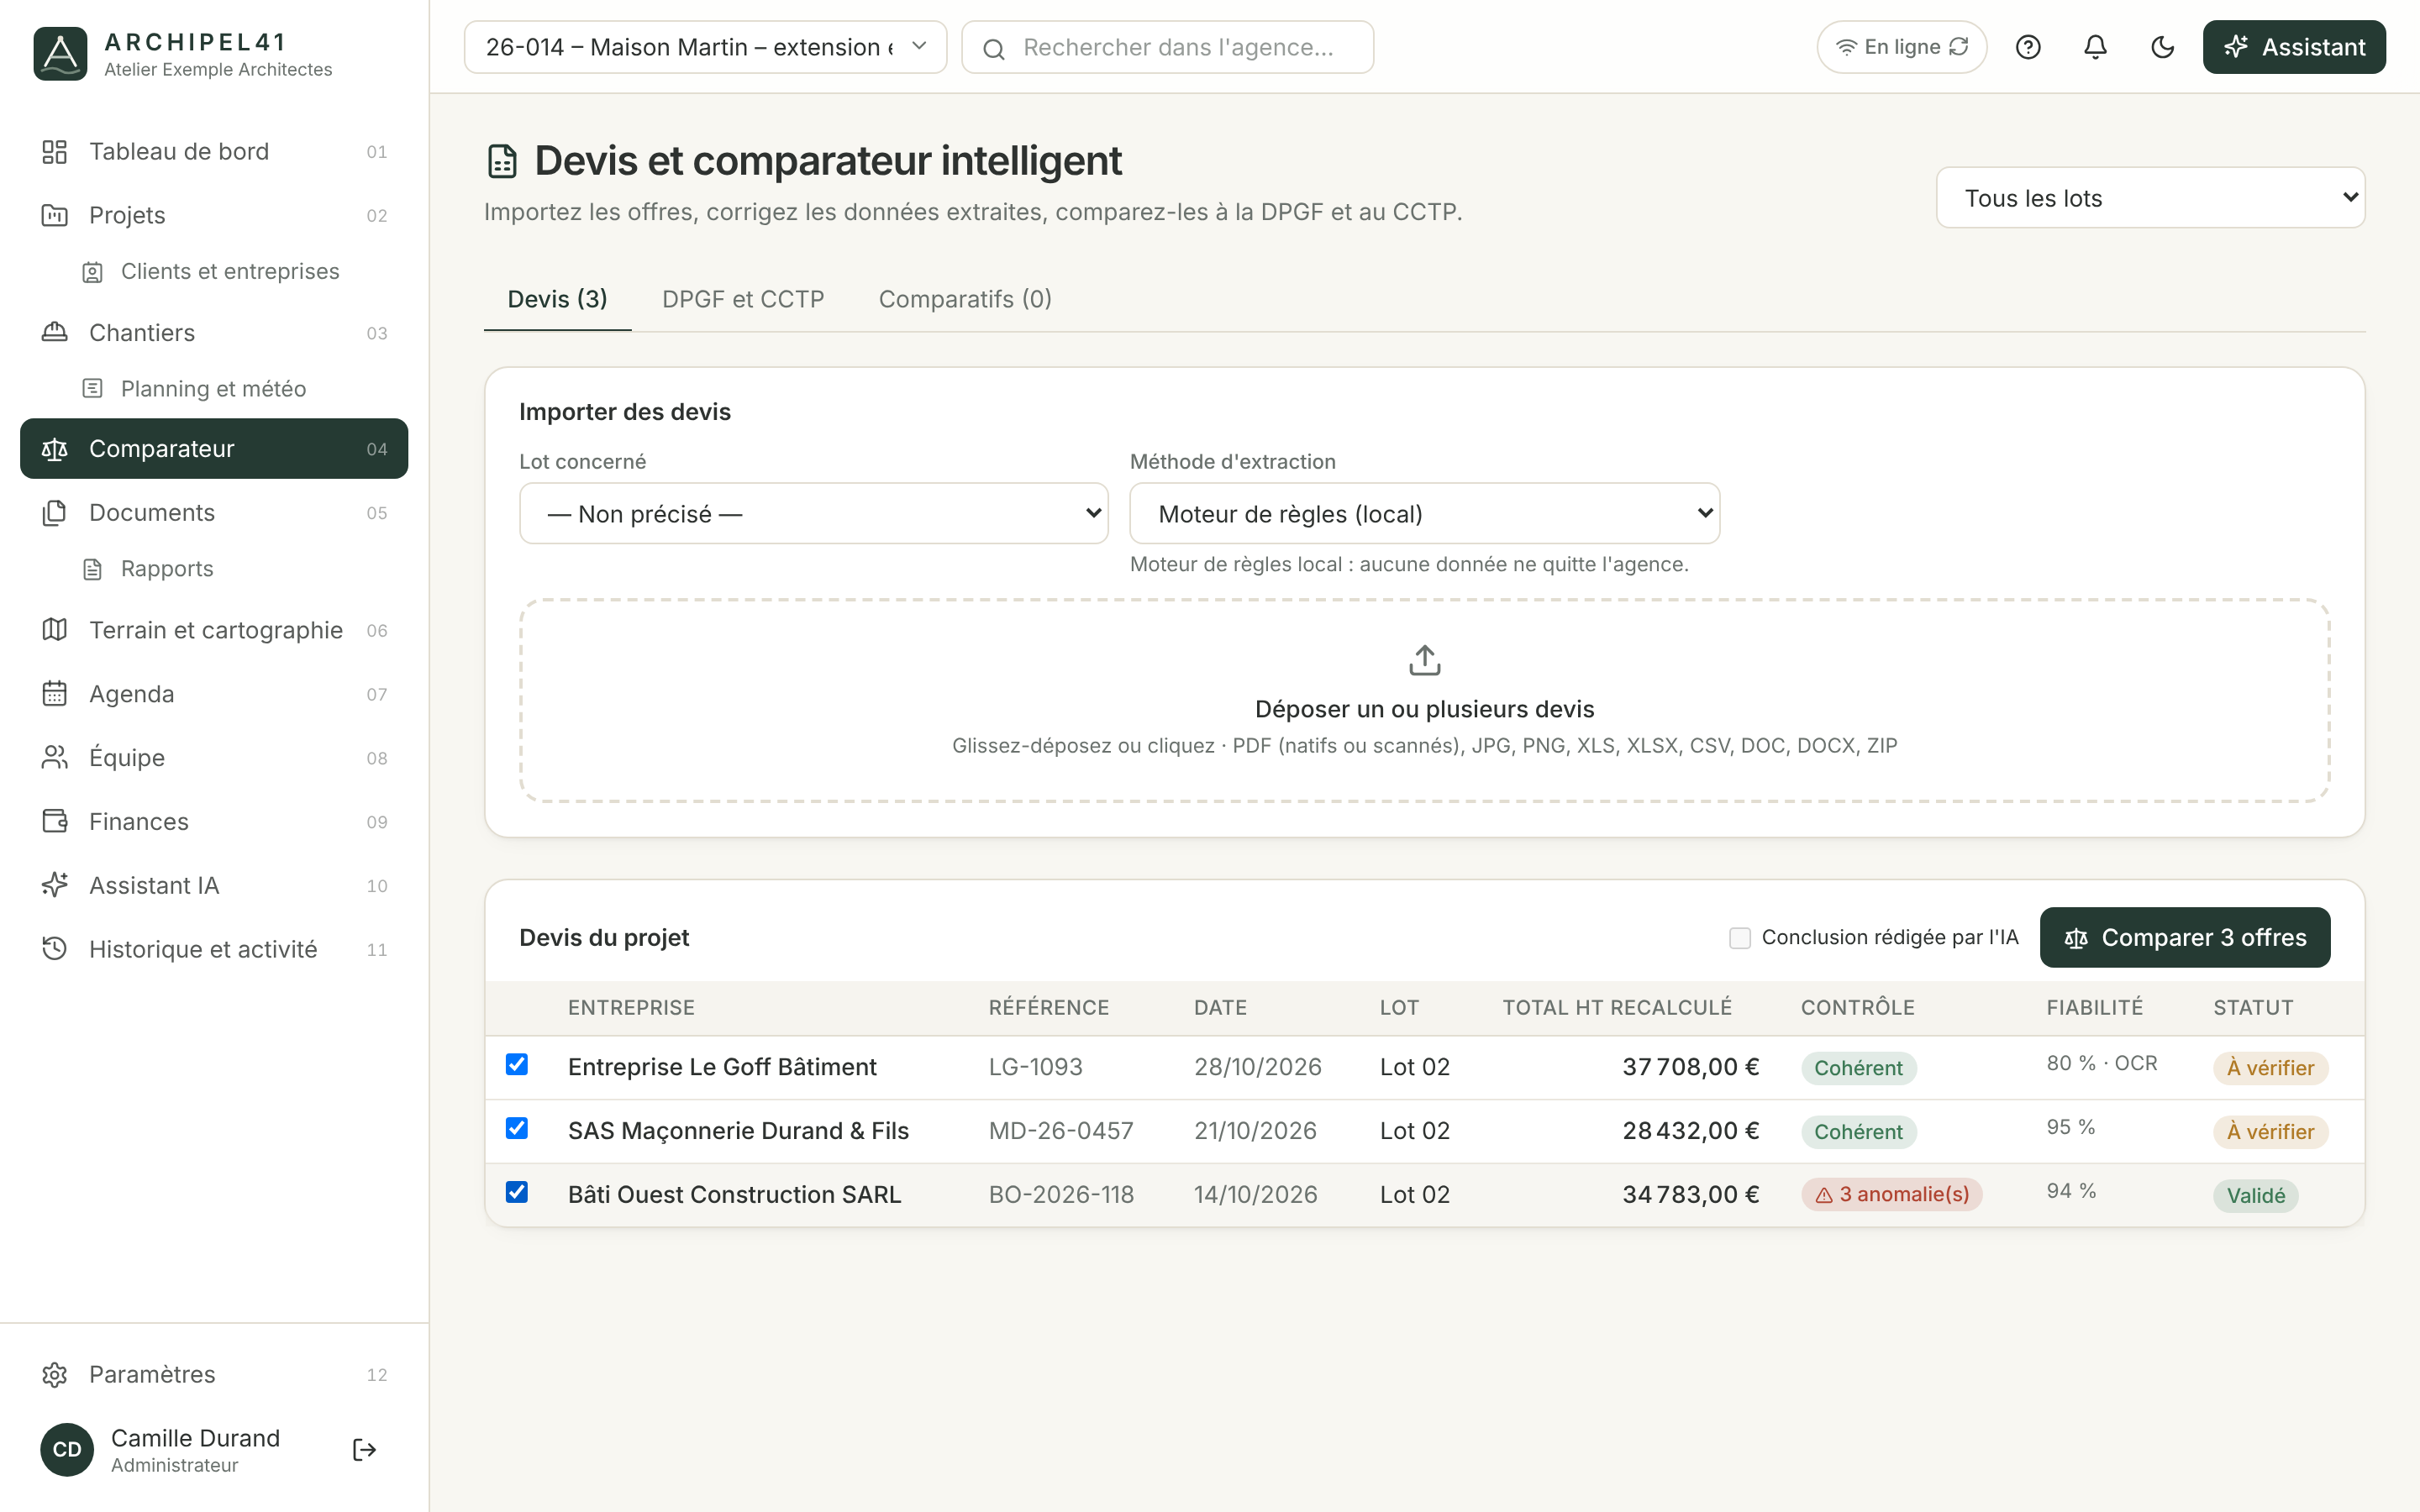 ARCHIPEL41
Atelier Exemple Architectes
Tableau de bord 01
Projets 02
Clients et entreprises
Chantiers 03
Planning et météo
Comparateur 04
Documents 05
Rapports
Terrain et cartographie 06
Agenda 07
Équipe 08
Finances 09
Assistant IA 10
Historique et activité 11
Paramètres 12
CD
Camille Durand
Administrateur
26-014 – Maison Martin – extension
Rechercher dans l'agence...
En ligne
Assistant
Devis et comparateur intelligent
Importez les offres, corrigez les données extraites, comparez-les à la DPGF et au CCTP.
Tous les lots
Devis (3) DPGF et CCTP Comparatifs (0)
Importer des devis
Lot concerné
— Non précisé —
Méthode d'extraction
Moteur de règles (local)
Moteur de règles local : aucune donnée ne quitte l'agence.
Déposer un ou plusieurs devis
Glissez-déposez ou cliquez · PDF (natifs ou scannés), JPG, PNG, XLS, XLSX, CSV, DOC, DOCX, ZIP
Devis du projet
Conclusion rédigée par l'IA
Comparer 3 offres
ENTREPRISE RÉFÉRENCE DATE LOT TOTAL HT RECALCULÉ CONTRÔLE FIABILITÉ STATUT
Entreprise Le Goff Bâtiment LG-1093 28/10/2026 Lot 02 37 708,00 € Cohérent 80 % · OCR À vérifier
SAS Maçonnerie Durand & Fils MD-26-0457 21/10/2026 Lot 02 28 432,00 € Cohérent 95 % À vérifier
Bâti Ouest Construction SARL BO-2026-118 14/10/2026 Lot 02 34 783,00 € 3 anomalie(s) 94 % Validé